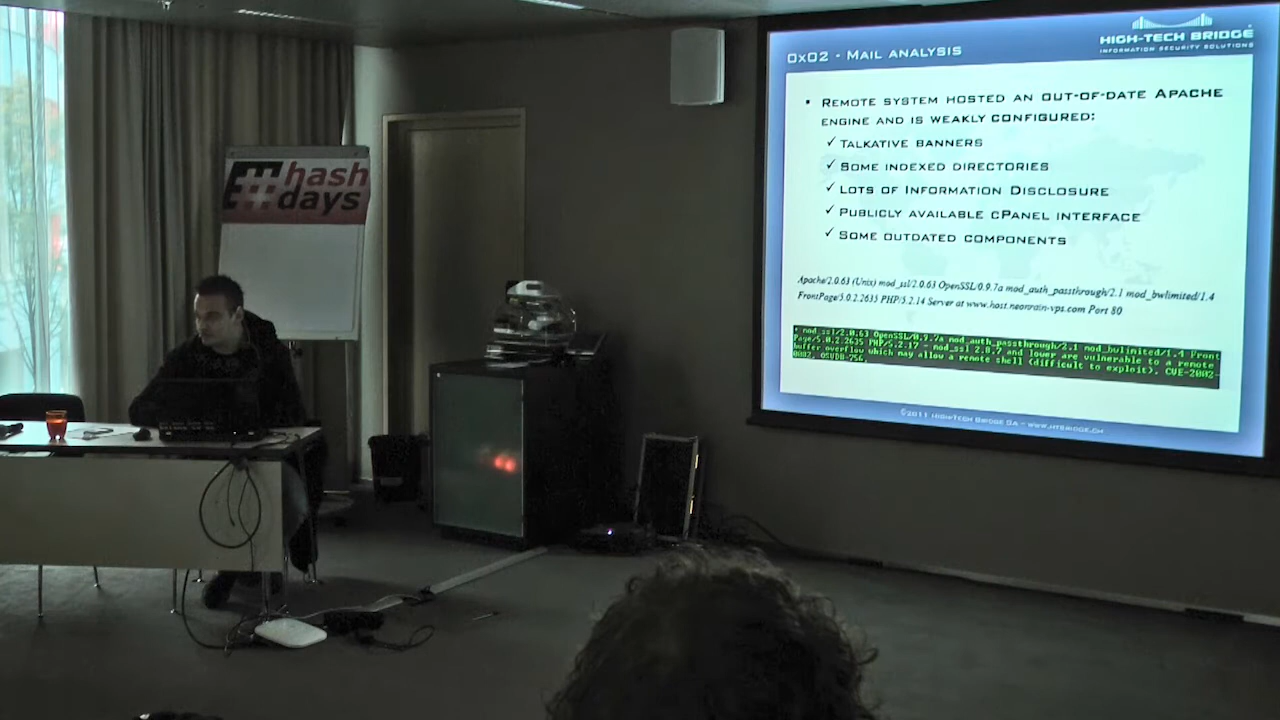 hash
days
0x02 - Mail analysis
HIGH-TECH BRIDGE
INFORMATION SECURITY SOLUTIONS
▪ Remote system hosted an out-of-date Apache
engine and is weakly configured:
✓ Talkative banners
✓ Some indexed directories
✓ Lots of Information Disclosure
✓ Publicly available cPanel interface
✓ Some outdated components
Apache/2.0.63 (Unix) mod_ssl/2.0.63 OpenSSL/0.9.7a mod_auth_passthrough/2.1 mod_bwlimited/1.4
FrontPage/5.0.2.2635 PHP/5.2.14 Server at www.host.neonrain-vps.com Port 80
+ mod_ssl/2.0.63 OpenSSL/0.9.7a mod_auth_passthrough/2.1 mod_bwlimited/1.4 Front
Page/5.0.2.2635 PHP/5.2.17 - mod_ssl 2.8.7 and lower are vulnerable to a remote
buffer overflow which may allow a remote shell (difficult to exploit). CVE-2002-
0082, OSVDB-756.
©2011 High-Tech Bridge SA – www.htbridge.ch